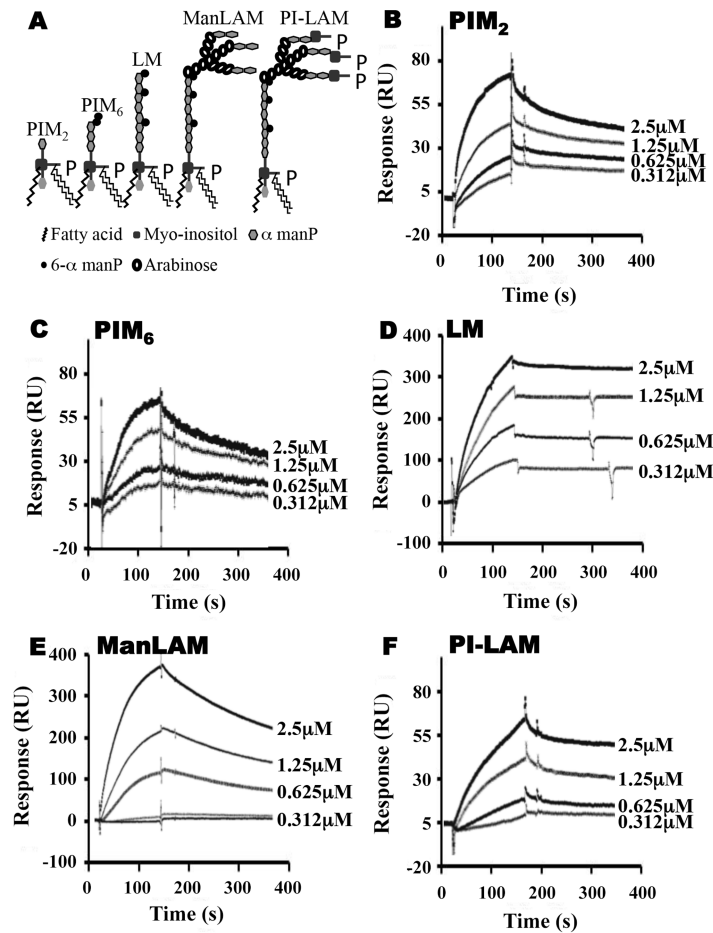 A
PIM2
PIM6
LM
ManLAM
PI-LAM
P
P
P
P
P
P
P
P
Fatty acid
Myo-inositol
α manP
6-α manP
Arabinose
B PIM2
Response (RU)
80
55
30
5
-20
0 100 200 300 400
Time (s)
2.5μM
1.25μM
0.625μM
0.312μM
C PIM6
Response (RU)
80
55
30
5
-20
0 100 200 300 400
Time (s)
2.5μM
1.25μM
0.625μM
0.312μM
D LM
Response (RU)
400
300
200
100
0
-100
0 100 200 300 400
Time (s)
2.5μM
1.25μM
0.625μM
0.312μM
E ManLAM
Response (RU)
400
300
200
100
0
-100
0 100 200 300 400
Time (s)
2.5μM
1.25μM
0.625μM
0.312μM
F PI-LAM
Response (RU)
80
55
30
5
-20
0 100 200 300 400
Time (s)
2.5μM
1.25μM
0.625μM
0.312μM